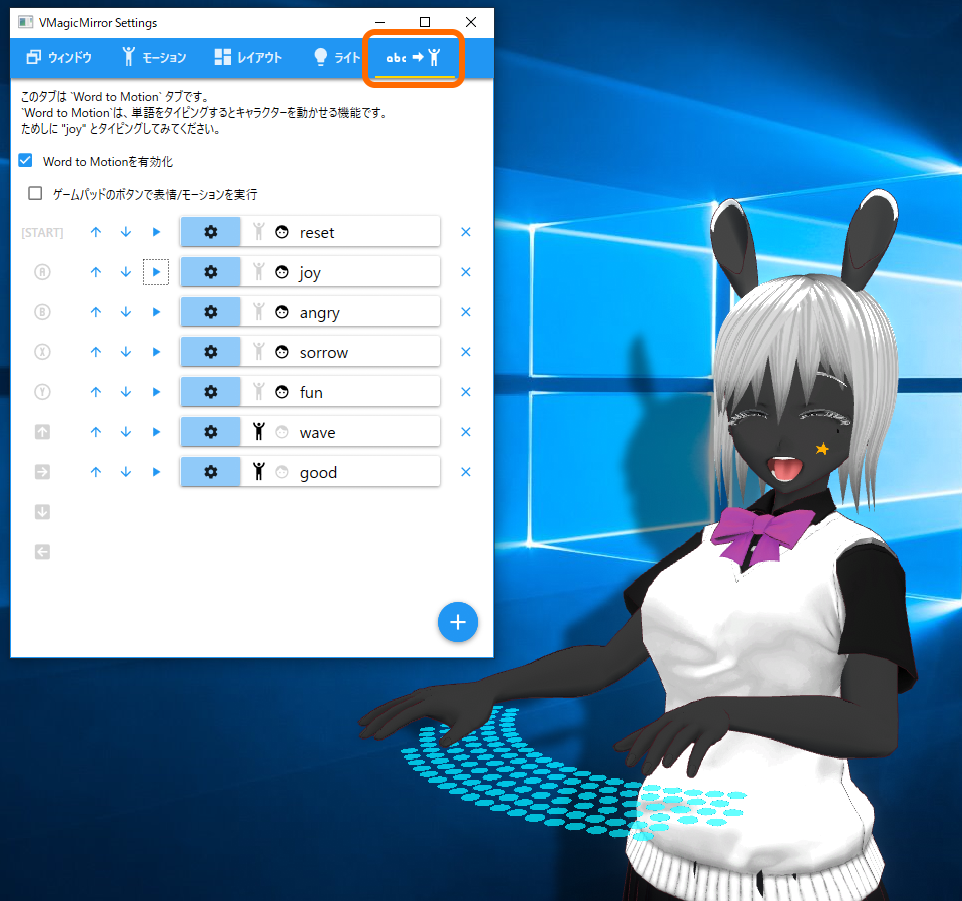 VMagicMirror Settings
ウィンドウ モーション レイアウト ライト abc
このタブは `Word to Motion` タブです。
`Word to Motion`は、単語をタイピングするとキャラクターを動かせる機能です。
ためしに "joy" とタイピングしてみてください。
Word to Motionを有効化
ゲームパッドのボタンで表情/モーションを実行
[START] reset
A joy
B angry
X sorrow
Y fun
wave
good